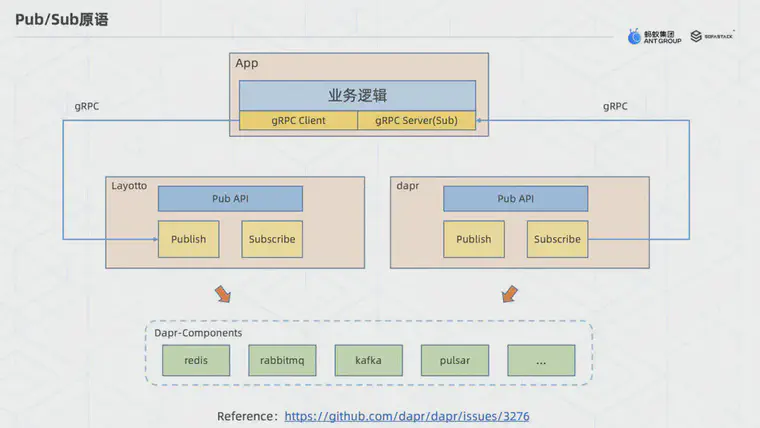 Pub/Sub原语
蚂蚁集团
ANT GROUP
SOFASTACK
App
业务逻辑
gRPC
gRPC
gRPC Client
gRPC Server(Sub)
Layotto
dapr
Pub API
Pub API
Publish
Subscribe
Publish
Subscribe
Dapr-Components
redis
rabbitmq
kafka
pulsar
...
Reference：https://github.com/dapr/dapr/issues/3276